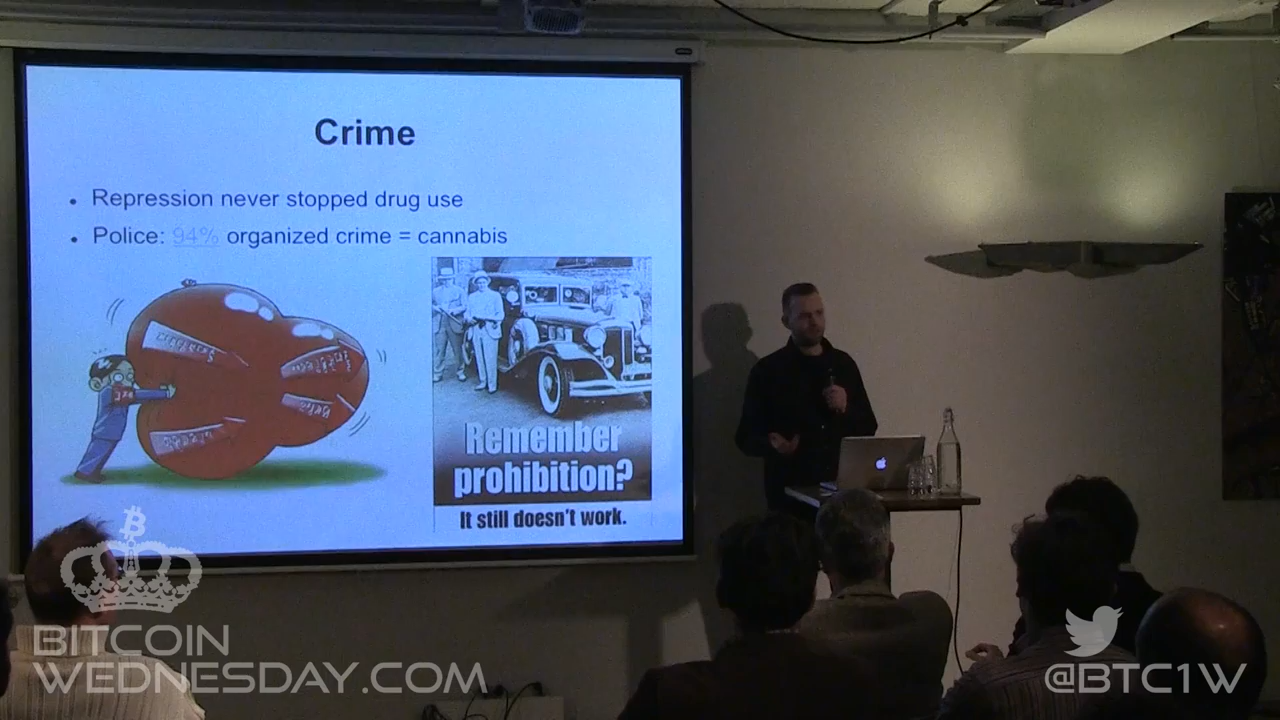 Crime
• Repression never stopped drug use
• Police: 94% organized crime = cannabis
Remember
prohibition?
It still doesn't work.
BITCOIN
WEDNESDAY.COM
@BTC1W